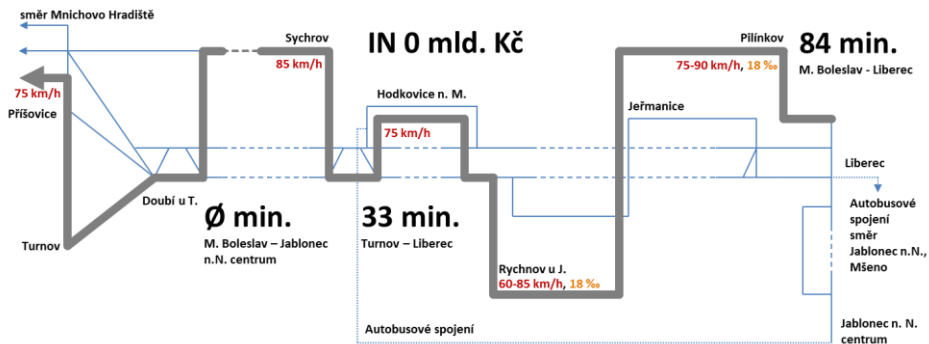 směr Mnichovo Hradiště
Sychrov
85 km/h
IN 0 mld. Kč
Pilínkov
75-90 km/h, 18 ‰
84 min.
M. Boleslav - Liberec
75 km/h
Příšovice
Hodkovice n. M.
75 km/h
Jeřmanice
Liberec
Doubí u T.
Turnov
Ø min.
M. Boleslav – Jablonec
n.N. centrum
33 min.
Turnov – Liberec
Autobusové
spojení
směr
Jablonec n.N.,
Mšeno
Rychnov u J.
60-85 km/h, 18 ‰
Autobusové spojení
Jablonec n. N.
centrum